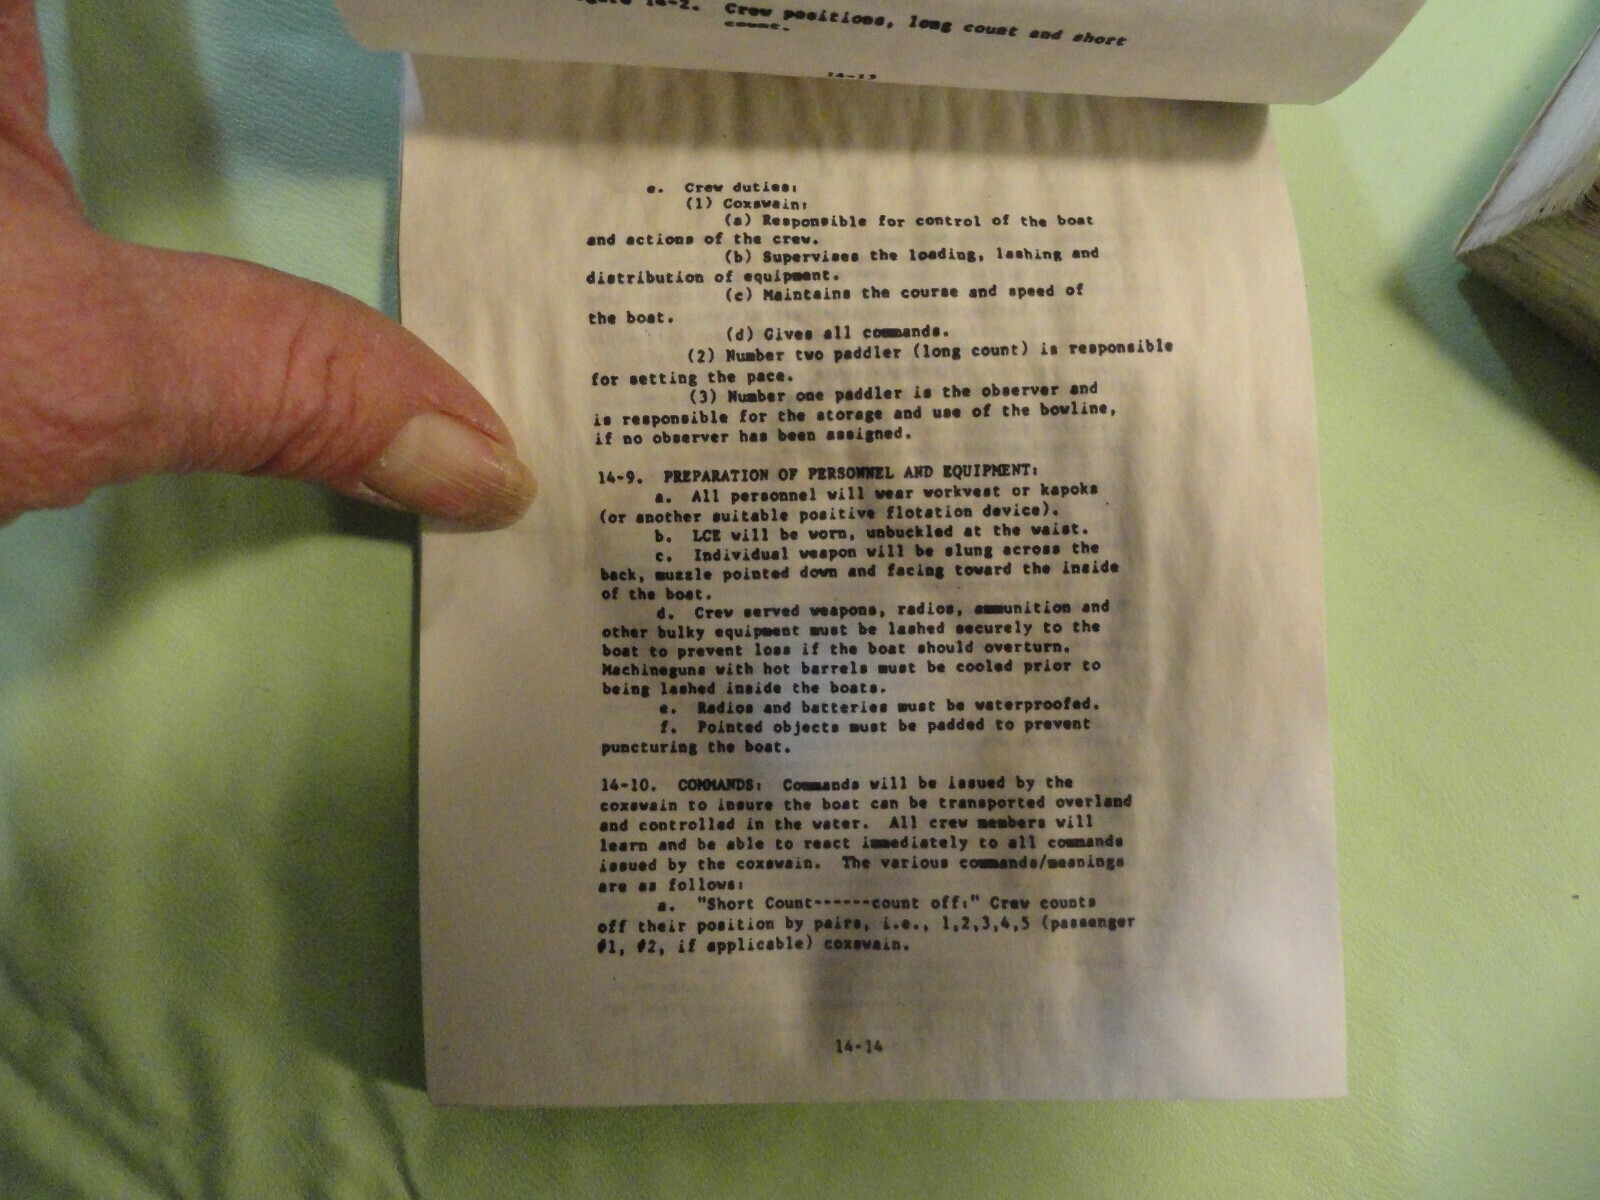 14-2. Crew positions, long count and short
count.
14-13
e. Crew duties:
(1) Coxswain:
(a) Responsible for control of the boat
and actions of the crew.
(b) Supervises the loading, lashing and
distribution of equipment.
(c) Maintains the course and speed of
the boat.
(d) Gives all commands.
(2) Number two paddler (long count) is responsible
for setting the pace.
(3) Number one paddler is the observer and
is responsible for the storage and use of the bowline,
if no observer has been assigned.
14-9. PREPARATION OF PERSONNEL AND EQUIPMENT:
a. All personnel will wear workvest or kapoks
(or another suitable positive flotation device).
b. LCE will be worn, unbuckled at the waist.
c. Individual weapon will be slung across the
back, muzzle pointed down and facing toward the inside
of the boat.
d. Crew served weapons, radios, ammunition and
other bulky equipment must be lashed securely to the
boat to prevent loss if the boat should overturn.
Machineguns with hot barrels must be cooled prior to
being lashed inside the boats.
e. Radios and batteries must be waterproofed.
f. Pointed objects must be padded to prevent
puncturing the boat.
14-10. COMMANDS: Commands will be issued by the
coxswain to insure the boat can be transported overland
and controlled in the water. All crew members will
learn and be able to react immediately to all commands
issued by the coxswain. The various commands/meanings
are as follows:
a. "Short Count------count off:" Crew counts
off their position by pairs, i.e., 1,2,3,4,5 (passenger
#1, #2, if applicable) coxswain.
14-14